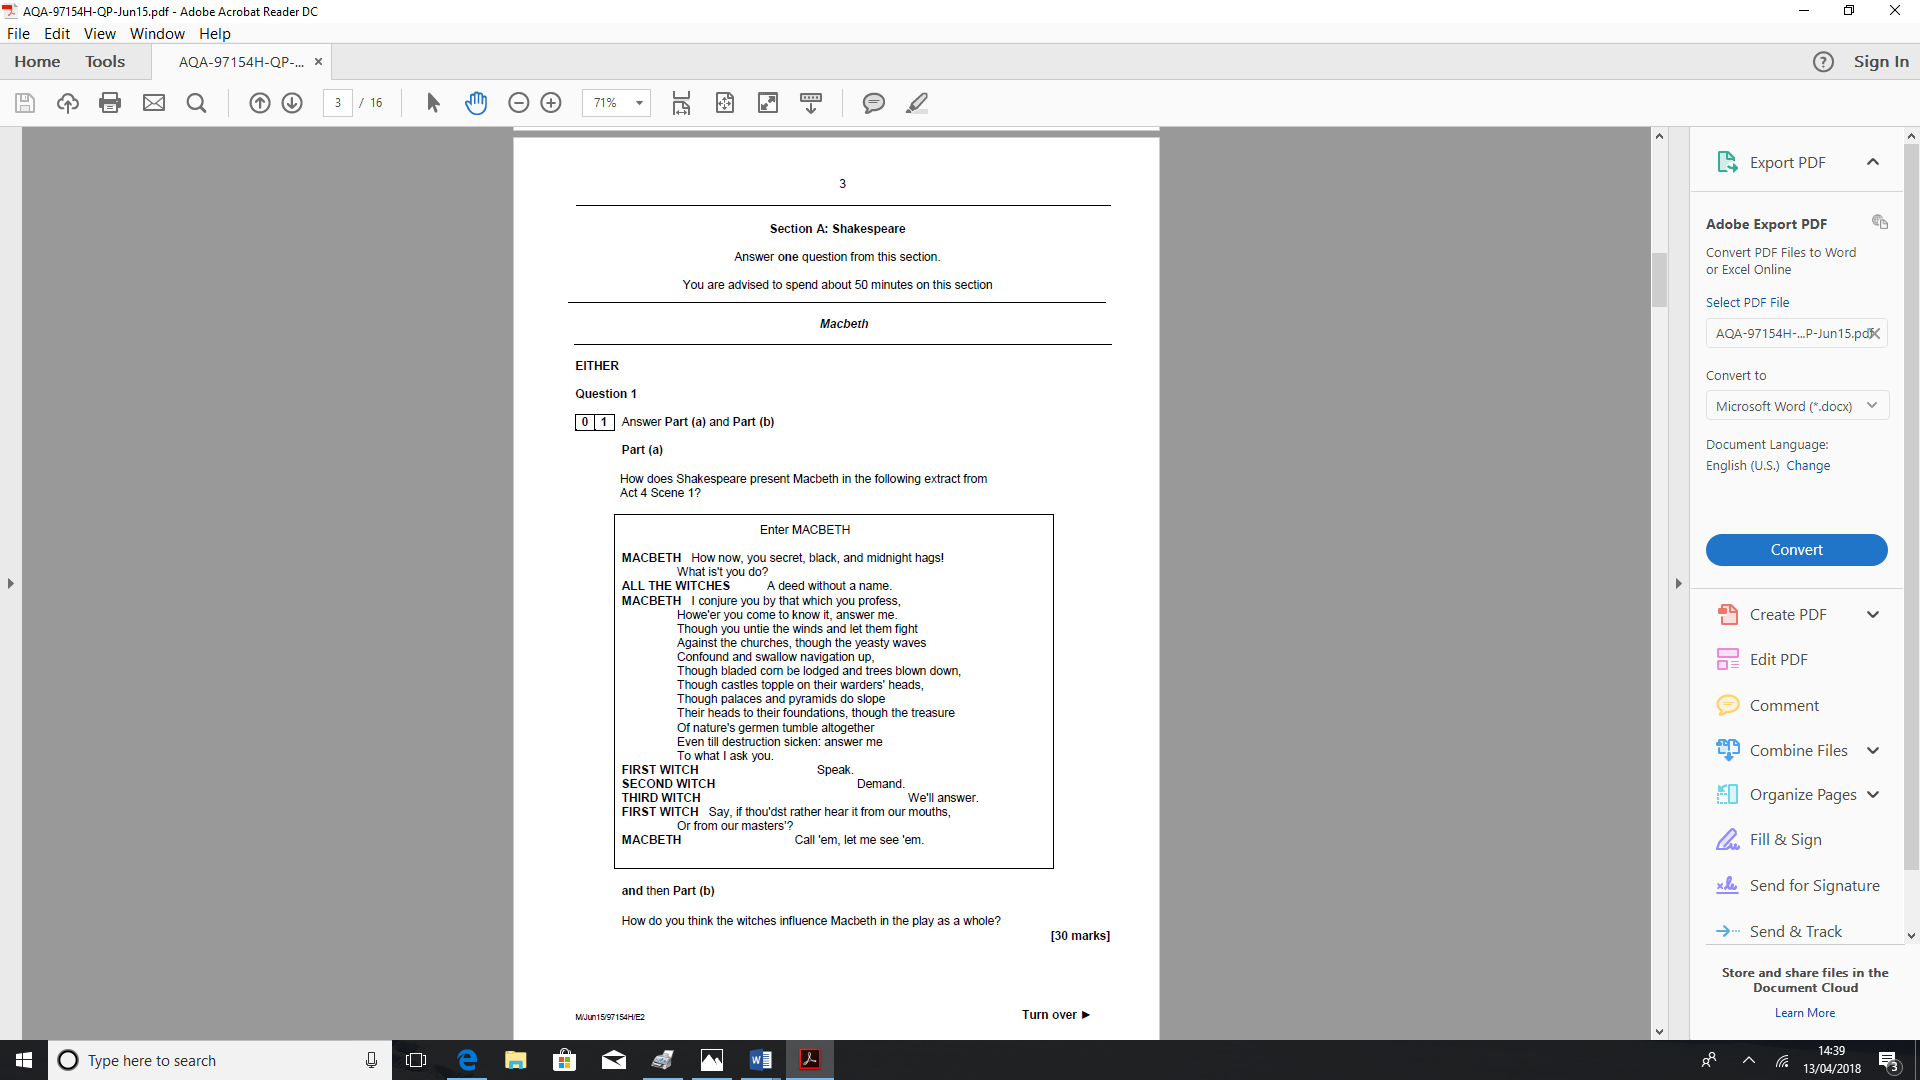 AQA-97154H-QP-Jun15.pdf - Adobe Acrobat Reader DC
File Edit View Window Help
Home Tools AQA-97154H-QP-... × Sign In
3 / 16 71%
3
Section A: Shakespeare
Answer one question from this section.
You are advised to spend about 50 minutes on this section
Macbeth
EITHER
Question 1
0 1 Answer Part (a) and Part (b)
Part (a)
How does Shakespeare present Macbeth in the following extract from
Act 4 Scene 1?
Enter MACBETH
MACBETH How now, you secret, black, and midnight hags!
What is't you do?
ALL THE WITCHES A deed without a name.
MACBETH I conjure you by that which you profess,
Howe'er you come to know it, answer me.
Though you untie the winds and let them fight
Against the churches, though the yeasty waves
Confound and swallow navigation up,
Though bladed corn be lodged and trees blown down,
Though castles topple on their warders' heads,
Though palaces and pyramids do slope
Their heads to their foundations, though the treasure
Of nature's germen tumble altogether
Even till destruction sicken: answer me
To what I ask you.
FIRST WITCH Speak.
SECOND WITCH Demand.
THIRD WITCH We'll answer.
FIRST WITCH Say, if thou'dst rather hear it from our mouths,
Or from our masters'?
MACBETH Call 'em, let me see 'em.
and then Part (b)
How do you think the witches influence Macbeth in the play as a whole?
[30 marks]
M/Jun15/97154H/E2
Turn over ►
Export PDF
Adobe Export PDF
Convert PDF Files to Word
or Excel Online
Select PDF File
AQA-97154H-...P-Jun15.pdf
Convert to
Microsoft Word (*.docx)
Document Language:
English (U.S.) Change
Convert
Create PDF
Edit PDF
Comment
Combine Files
Organize Pages
Fill & Sign
Send for Signature
Send & Track
Store and share files in the
Document Cloud
Learn More
Type here to search
14:39
13/04/2018
3